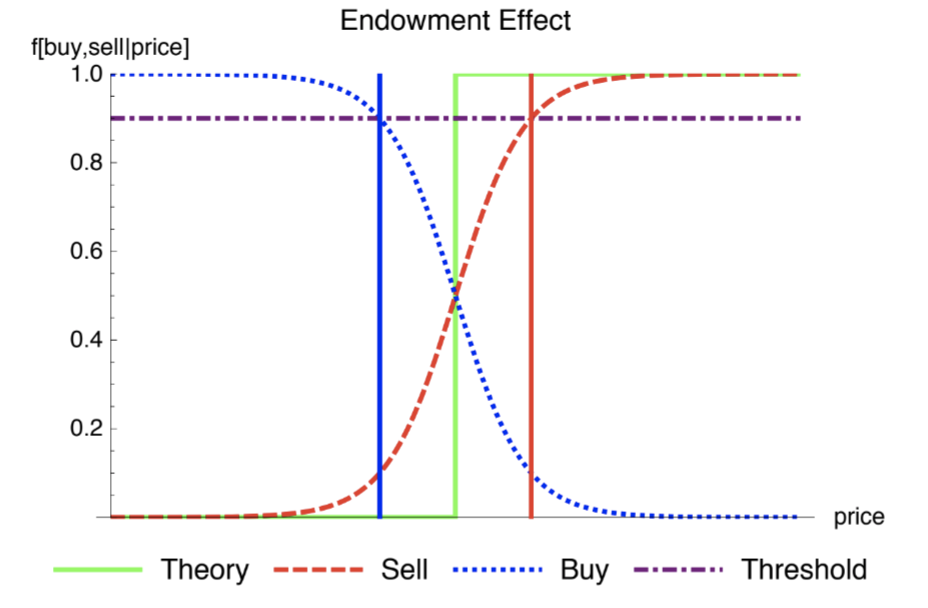 Endowment Effect
f[buy,sell|price]
1.0
0.8
0.6
0.4
0.2
price
Theory Sell Buy Threshold